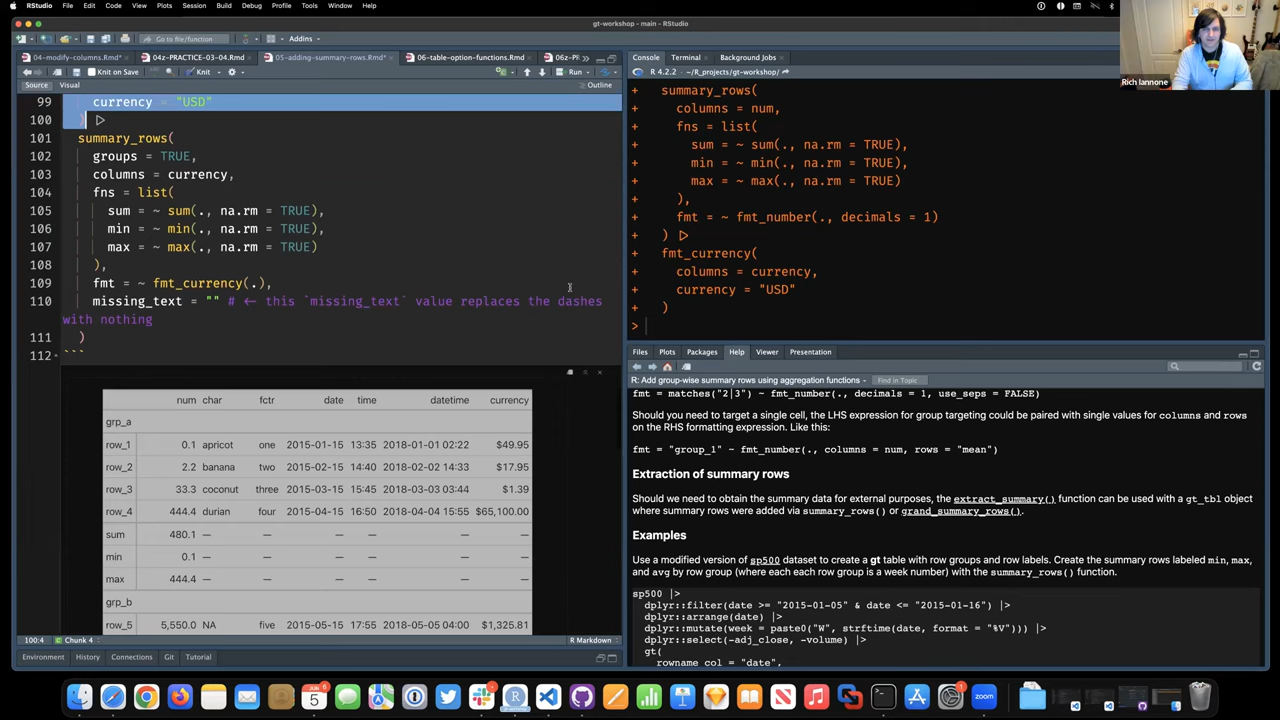 RStudio File Edit Code View Plots Session Build Debug Profile Tools Window Help
gt-workshop - main - RStudio
Go to file/function Addins
04-modify-columns.Rmd* 04z-PRACTICE-03-04.Rmd 05-adding-summary-rows.Rmd* 06-table-option-functions.Rmd 06z-PF
Knit on Save Knit Run
Source Visual Outline
99 currency = "USD"
100 ) |>
101 summary_rows(
102 groups = TRUE,
103 columns = currency,
104 fns = list(
105 sum = ~ sum(., na.rm = TRUE),
106 min = ~ min(., na.rm = TRUE),
107 max = ~ max(., na.rm = TRUE)
108 ),
109 fmt = ~ fmt_currency(.),
110 missing_text = "" # <- this `missing_text` value replaces the dashes
with nothing
111 )
112 ```
num char fctr date time datetime currency
grp_a
row_1 0.1 apricot one 2015-01-15 13:35 2018-01-01 02:22 $49.95
row_2 2.2 banana two 2015-02-15 14:40 2018-02-02 14:33 $17.95
row_3 33.3 coconut three 2015-03-15 15:45 2018-03-03 03:44 $1.39
row_4 444.4 durian four 2015-04-15 16:50 2018-04-04 15:55 $65,100.00
sum 480.1 — — — — — —
min 0.1 — — — — — —
max 444.4 — — — — — —
grp_b
row_5 5,550.0 NA five 2015-05-15 17:55 2018-05-05 04:00 $1,325.81
100:4 Chunk 4 R Markdown
Environment History Connections Git Tutorial
Console Terminal Background Jobs
R 4.2.2 · ~/R_projects/gt-workshop/
+ summary_rows(
+ columns = num,
+ fns = list(
+ sum = ~ sum(., na.rm = TRUE),
+ min = ~ min(., na.rm = TRUE),
+ max = ~ max(., na.rm = TRUE)
+ ),
+ fmt = ~ fmt_number(., decimals = 1)
+ ) |>
+ fmt_currency(
+ columns = currency,
+ currency = "USD"
+ )
>
Files Plots Packages Help Viewer Presentation
R: Add group-wise summary rows using aggregation functions Find in Topic
fmt = matches("2|3") ~ fmt_number(., decimals = 1, use_seps = FALSE)
Should you need to target a single cell, the LHS expression for group targeting could be paired with single values for columns and rows
on the RHS formatting expression. Like this:
fmt = "group_1" ~ fmt_number(., columns = num, rows = "mean")
Extraction of summary rows
Should we need to obtain the summary data for external purposes, the extract_summary() function can be used with a gt_tbl object
where summary rows were added via summary_rows() or grand_summary_rows().
Examples
Use a modified version of sp500 dataset to create a gt table with row groups and row labels. Create the summary rows labeled min, max,
and avg by row group (where each each row group is a week number) with the summary_rows() function.
sp500 |>
dplyr::filter(date >= "2015-01-05" & date <= "2015-01-16") |>
dplyr::arrange(date) |>
dplyr::mutate(week = paste0("W", strftime(date, format = "%V"))) |>
dplyr::select(-adj_close, -volume) |>
gt(
rowname_col = "date",
Rich Iannone
zoom